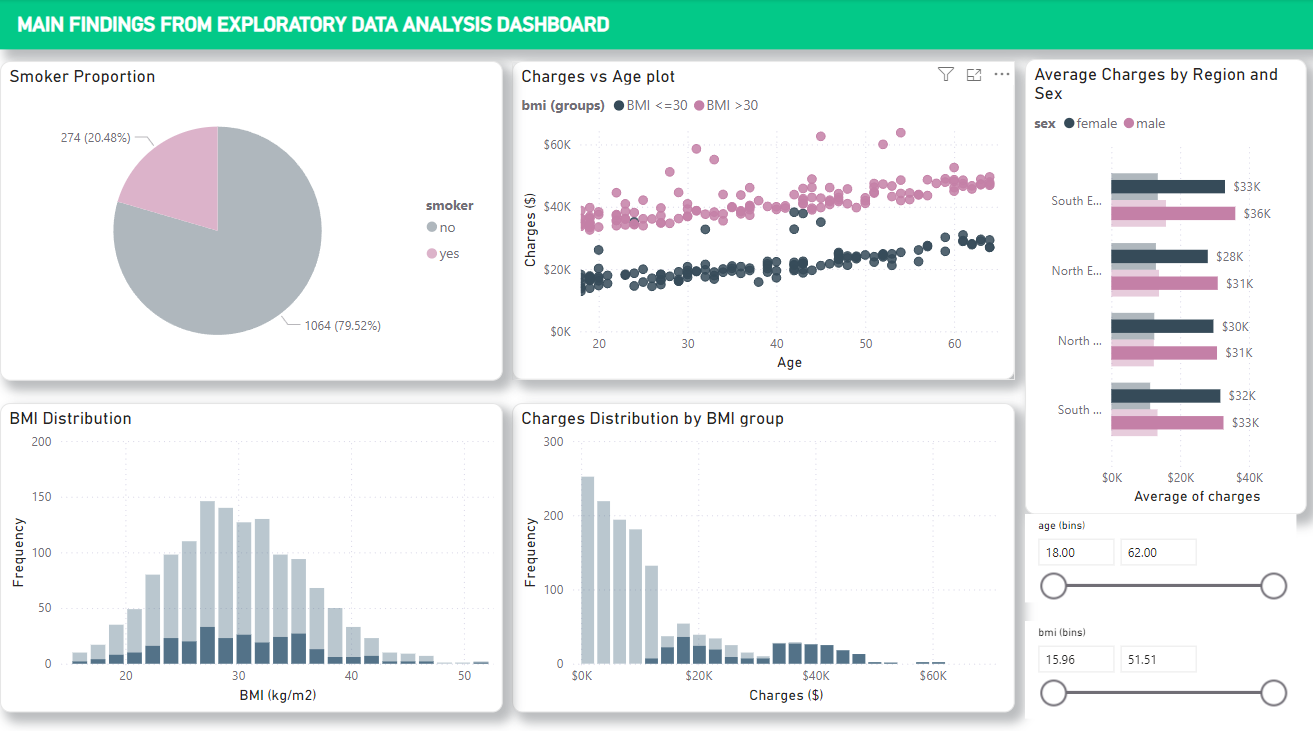 MAIN FINDINGS FROM EXPLORATORY DATA ANALYSIS DASHBOARD
Smoker Proportion
274 (20.48%)
1064 (79.52%)
smoker
no
yes
Charges vs Age plot
bmi (groups) BMI <=30 BMI >30
$60K
$40K
$20K
$0K
Charges ($)
20 30 40 50 60
Age
Average Charges by Region and
Sex
sex female male
South E...
$33K
$36K
North E...
$28K
$31K
North ...
$30K
$31K
South ...
$32K
$33K
$0K $20K $40K
Average of charges
BMI Distribution
200
150
100
50
0
Frequency
20 30 40 50
BMI (kg/m2)
Charges Distribution by BMI group
300
200
100
0
Frequency
$0K $20K $40K $60K
Charges ($)
age (bins)
18.00 62.00
bmi (bins)
15.96 51.51